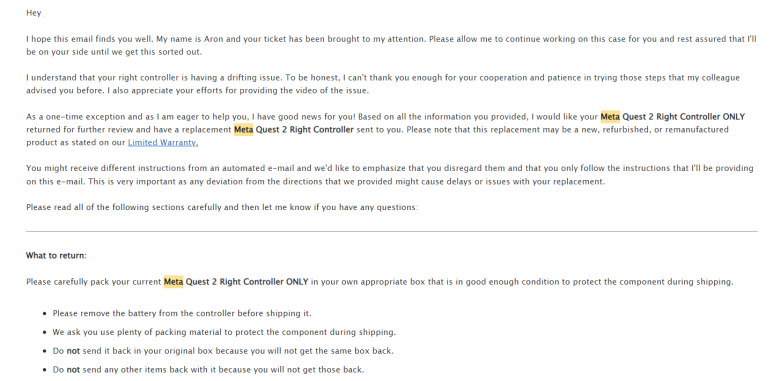 Hey
I hope this email finds you well. My name is Aron and your ticket has been brought to my attention. Please allow me to continue working on this case for you and rest assured that I'll
be on your side until we get this sorted out.
I understand that your right controller is having a drifting issue. To be honest, I can't thank you enough for your cooperation and patience in trying those steps that my colleague
advised you before. I also appreciate your efforts for providing the video of the issue.
As a one-time exception and as I am eager to help you, I have good news for you! Based on all the information you provided, I would like your Meta Quest 2 Right Controller ONLY
returned for further review and have a replacement Meta Quest 2 Right Controller sent to you. Please note that this replacement may be a new, refurbished, or remanufactured
product as stated on our Limited Warranty.
You might receive different instructions from an automated e-mail and we'd like to emphasize that you disregard them and that you only follow the instructions that I'll be providing
on this e-mail. This is very important as any deviation from the directions that we provided might cause delays or issues with your replacement.
Please read all of the following sections carefully and then let me know if you have any questions:
What to return:
Please carefully pack your current Meta Quest 2 Right Controller ONLY in your own appropriate box that is in good enough condition to protect the component during shipping.
• Please remove the battery from the controller before shipping it.
• We ask you use plenty of packing material to protect the component during shipping.
• Do not send it back in your original box because you will not get the same box back.
• Do not send any other items back with it because you will not get those back.